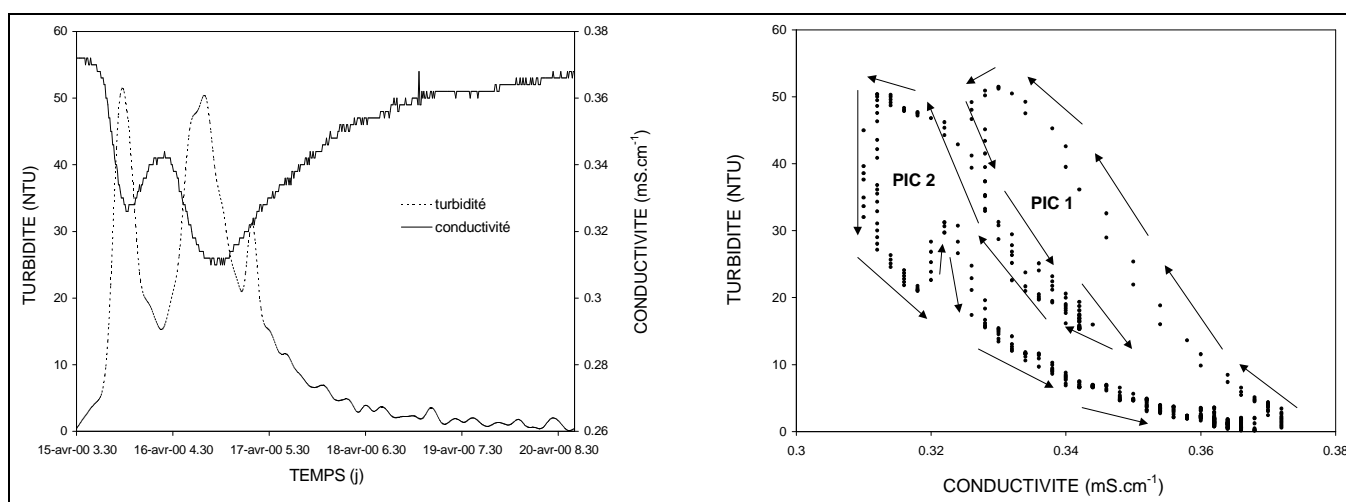 TURBIDITE (NTU)
60
50
40
30
20
10
0
0.38
0.36
0.34
0.32
0.3
0.28
0.26
CONDUCTIVITE (mS.cm-1)
turbidité
conductivité
15-avr-00 3.30
16-avr-00 4.30
17-avr-00 5.30
18-avr-00 6.30
19-avr-00 7.30
20-avr-00 8.30
TEMPS (j)
TURBIDITE (NTU)
60
50
40
30
20
10
0
PIC 2
PIC 1
0.3
0.32
0.34
0.36
0.38
CONDUCTIVITE (mS.cm-1)